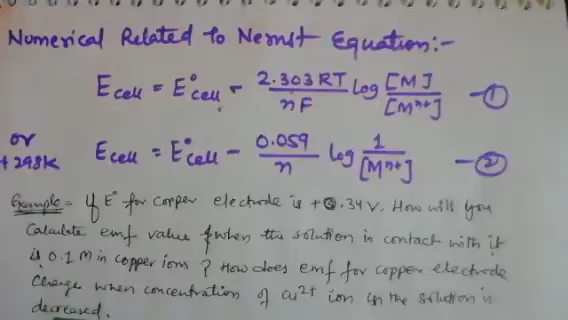 Numerical Related to Nernst Equation:-
Ecell = E°cell - 2.303RT/nF log [M]/[Mn+] - ①
or
+ 298K Ecell = E°cell - 0.059/n log 1/[Mn+] - ②
Example - If E° for copper electrode is +0.34V. How will you
Calculate emf value when the solution in contact with it
is 0.1 M in copper ions ? How does emf for copper electrode
change when concentration of Cu2+ ion in the solution is
decreased.